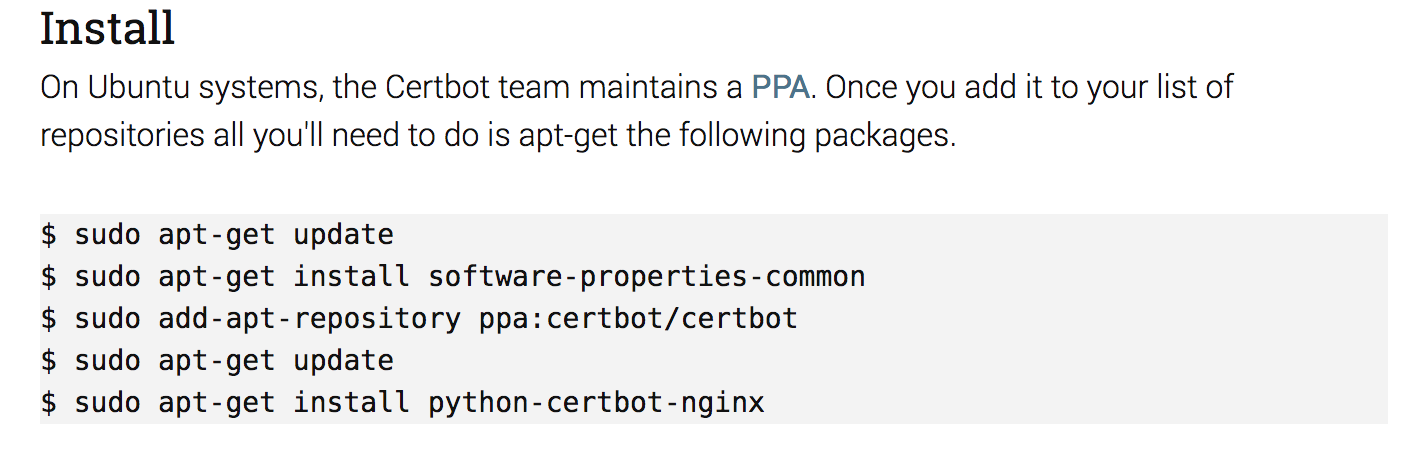 Install
On Ubuntu systems, the Certbot team maintains a PPA. Once you add it to your list of
repositories all you'll need to do is apt-get the following packages.
$ sudo apt-get update
$ sudo apt-get install software-properties-common
$ sudo add-apt-repository ppa:certbot/certbot
$ sudo apt-get update
$ sudo apt-get install python-certbot-nginx